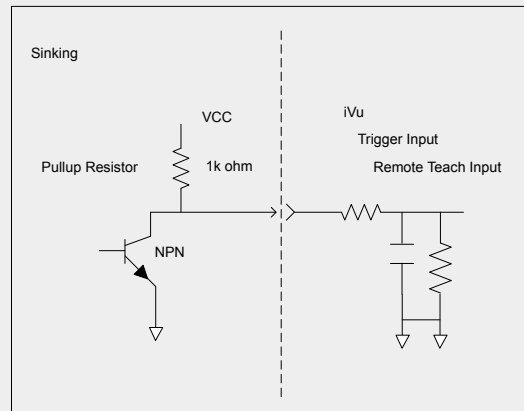 Sinking
VCC
Pullup Resistor
1k ohm
NPN
iVu
Trigger Input
Remote Teach Input